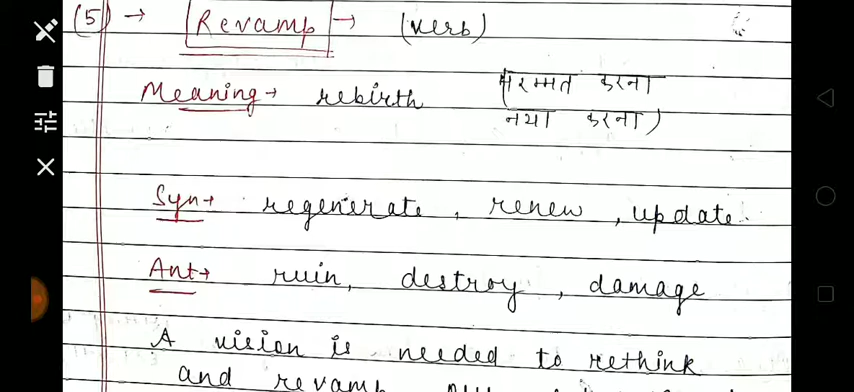 (5) → Revamp → (verb)
Meaning → rebirth (मरम्मत करना
नया करना)
Syn → regenerate, renew, update.
Ant → ruin, destroy, damage
A vision is needed to rethink
and revamp